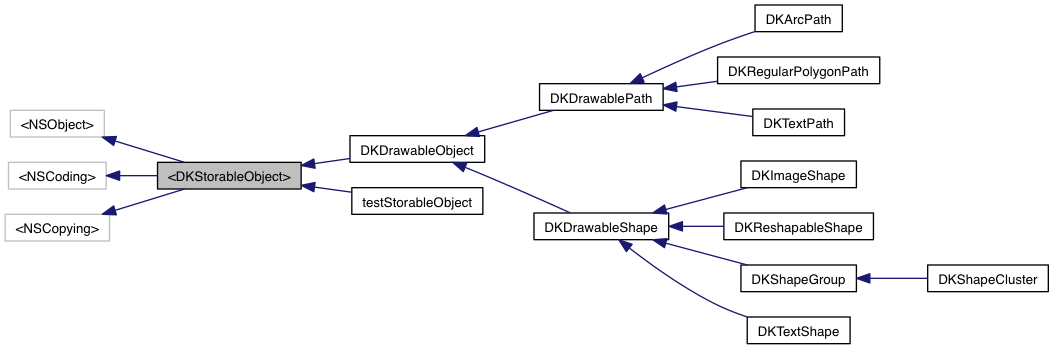 DKArcPath
DKRegularPolygonPath
DKDrawablePath
<NSObject>
DKTextPath
DKDrawableObject
<NSCoding>
<DKStorableObject>
DKImageShape
testStorableObject
<NSCopying>
DKDrawableShape
DKReshapableShape
DKShapeGroup
DKShapeCluster
DKTextShape